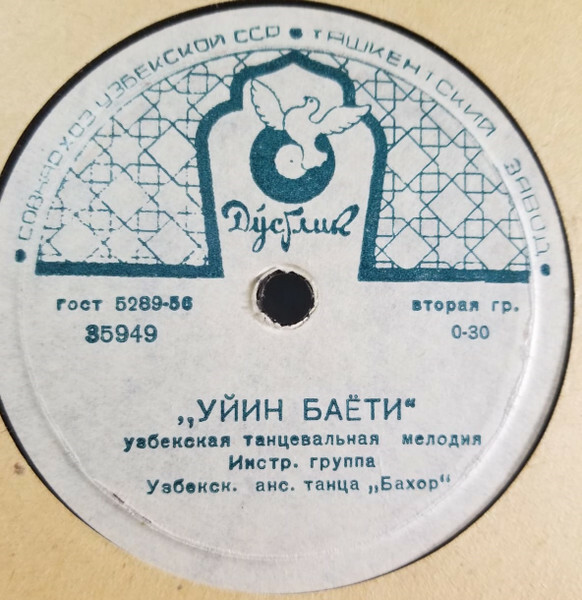 СОВНАРХОЗ УЗБЕКСКОЙ ССР • ТАШКЕНТСКИЙ ЗАВОД
Дўстлик
ГОСТ 5289-56
вторая гр.
35949
0-30
„УЙИН БАЁТИ“
узбекская танцевальная мелодия
Инстр. группа
Узбекск. анс. танца „Бахор“